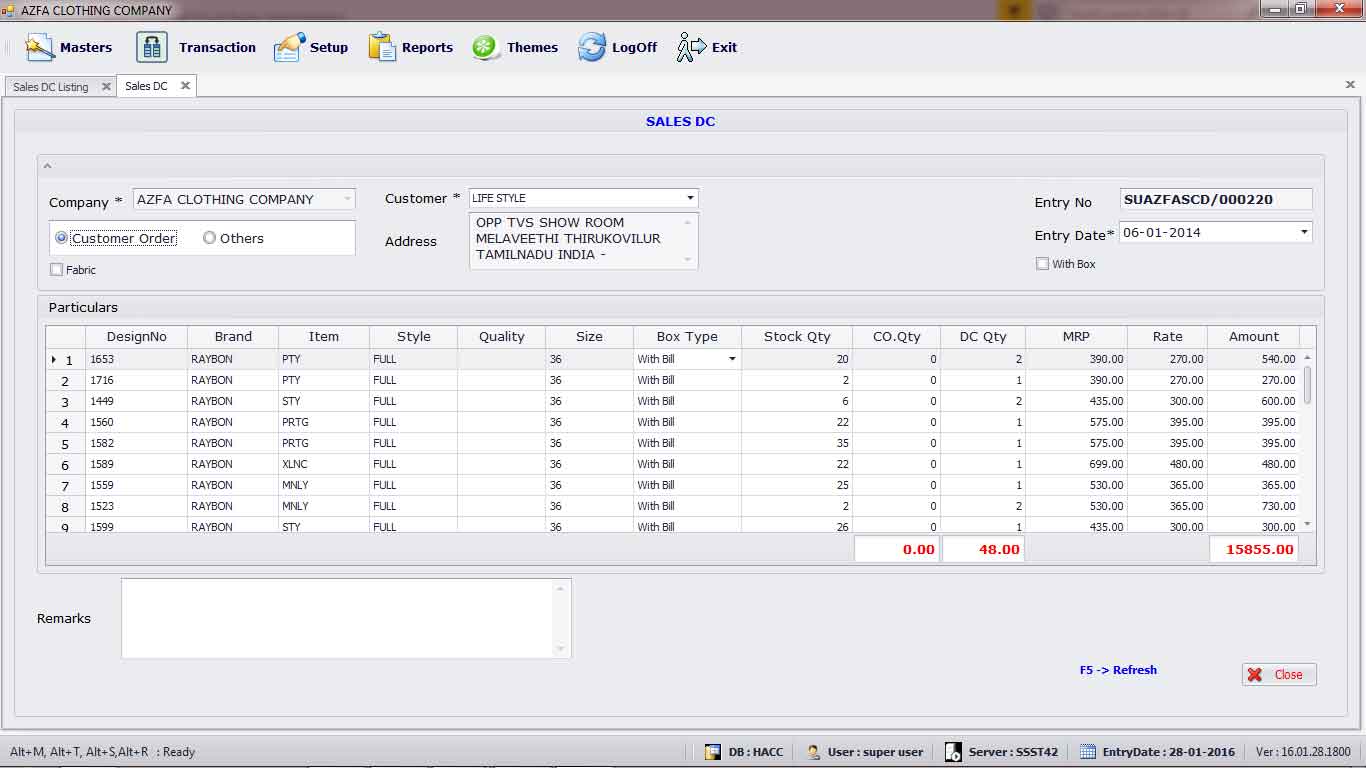 AZFA CLOTHING COMPANY
Masters Transaction Setup Reports Themes LogOff Exit
Sales DC Listing Sales DC
SALES DC
Company * AZFA CLOTHING COMPANY Customer * LIFE STYLE Entry No SUAZFASCD/000220
Customer Order Others Address OPP TVS SHOW ROOM
MELAVEETHI THIRUKOVILUR
TAMILNADU INDIA -
Entry Date* 06-01-2014
Fabric With Box
Particulars
DesignNo Brand Item Style Quality Size Box Type Stock Qty CO.Qty DC Qty MRP Rate Amount
1 1653 RAYBON PTY FULL 36 With Bill 20 0 2 390.00 270.00 540.00
2 1716 RAYBON PTY FULL 36 With Bill 2 0 1 390.00 270.00 270.00
3 1449 RAYBON STY FULL 36 With Bill 6 0 2 435.00 300.00 600.00
4 1560 RAYBON PRTG FULL 36 With Bill 22 0 1 575.00 395.00 395.00
5 1582 RAYBON PRTG FULL 36 With Bill 35 0 1 575.00 395.00 395.00
6 1589 RAYBON XLNC FULL 36 With Bill 22 0 1 699.00 480.00 480.00
7 1559 RAYBON MNLY FULL 36 With Bill 25 0 1 530.00 365.00 365.00
8 1523 RAYBON MNLY FULL 36 With Bill 2 0 2 530.00 365.00 730.00
9 1599 RAYBON STY FULL 36 With Bill 26 0 1 435.00 300.00 300.00
0.00 48.00 15855.00
Remarks
F5 -> Refresh Close
Alt+M, Alt+T, Alt+S,Alt+R : Ready DB : HACC User : super user Server : SSST42 EntryDate : 28-01-2016 Ver : 16.01.28.1800